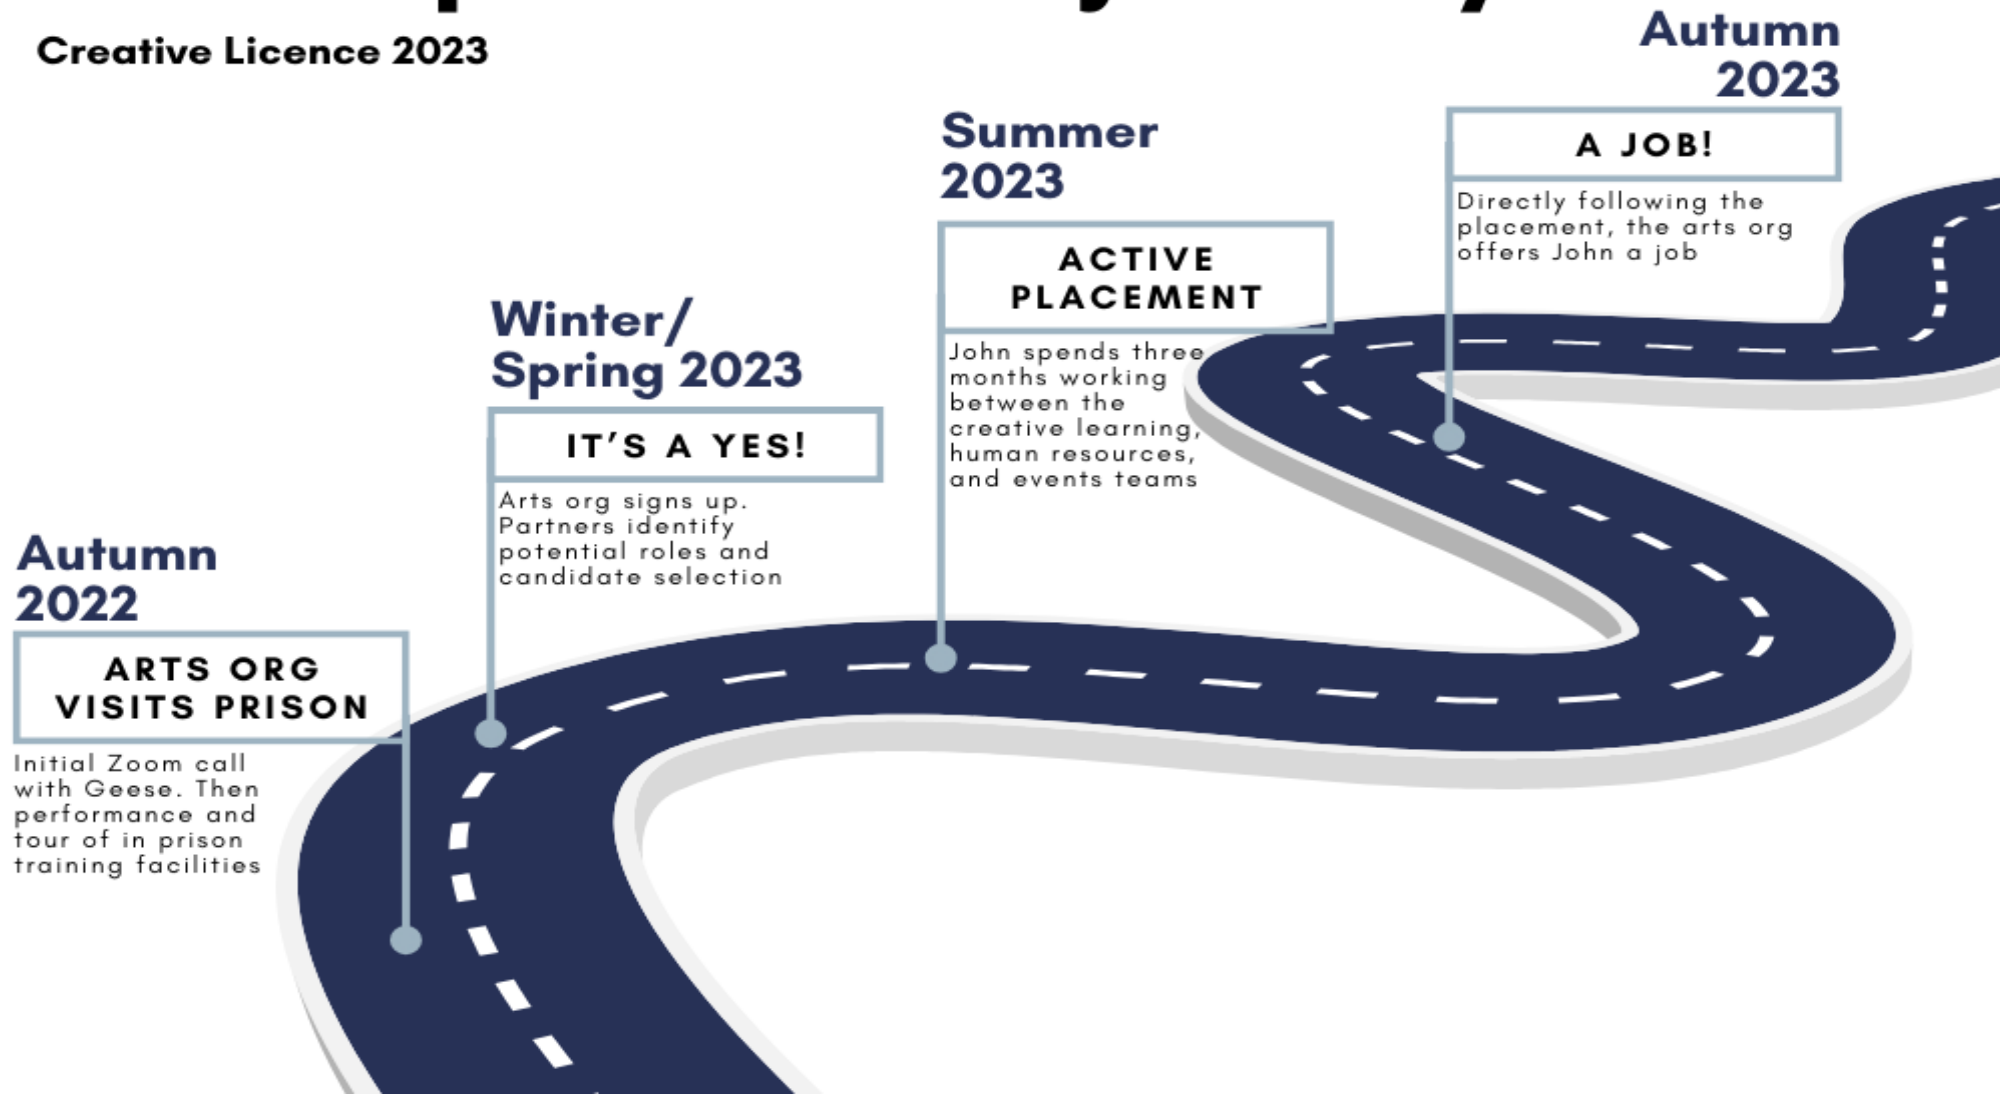 Creative Licence 2023
Autumn
2022
ARTS ORG
VISITS PRISON
Initial Zoom call
with Geese. Then
performance and
tour of in prison
training facilities
Winter/
Spring 2023
IT’S A YES!
Arts org signs up.
Partners identify
potential roles and
candidate selection
Summer
2023
ACTIVE
PLACEMENT
John spends three
months working
between the
creative learning,
human resources,
and events teams
Autumn
2023
A JOB!
Directly following the
placement, the arts org
offers John a job